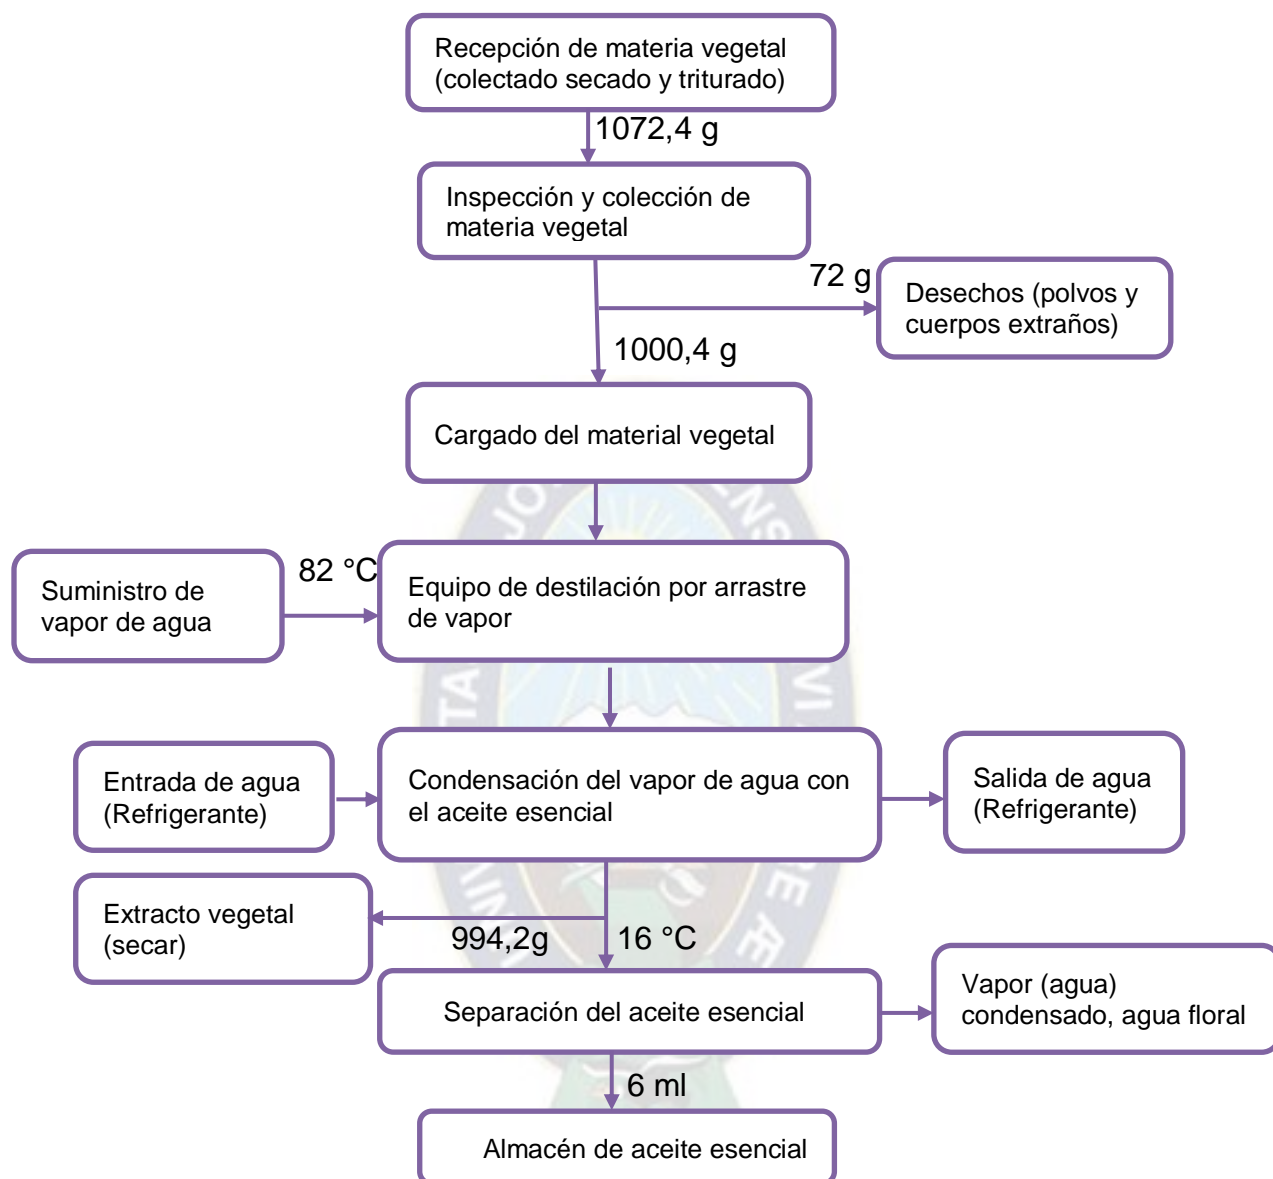 Recepción de materia vegetal
(colectado secado y triturado)
1072,4 g
Inspección y colección de
materia vegetal
72 g
Desechos (polvos y
cuerpos extraños)
1000,4 g
Cargado del material vegetal
Suministro de
vapor de agua
82 °C
Equipo de destilación por arrastre
de vapor
Entrada de agua
(Refrigerante)
Condensación del vapor de agua con
el aceite esencial
Salida de agua
(Refrigerante)
Extracto vegetal
(secar)
994,2g
16 °C
Separación del aceite esencial
Vapor (agua)
condensado, agua floral
6 ml
Almacén de aceite esencial